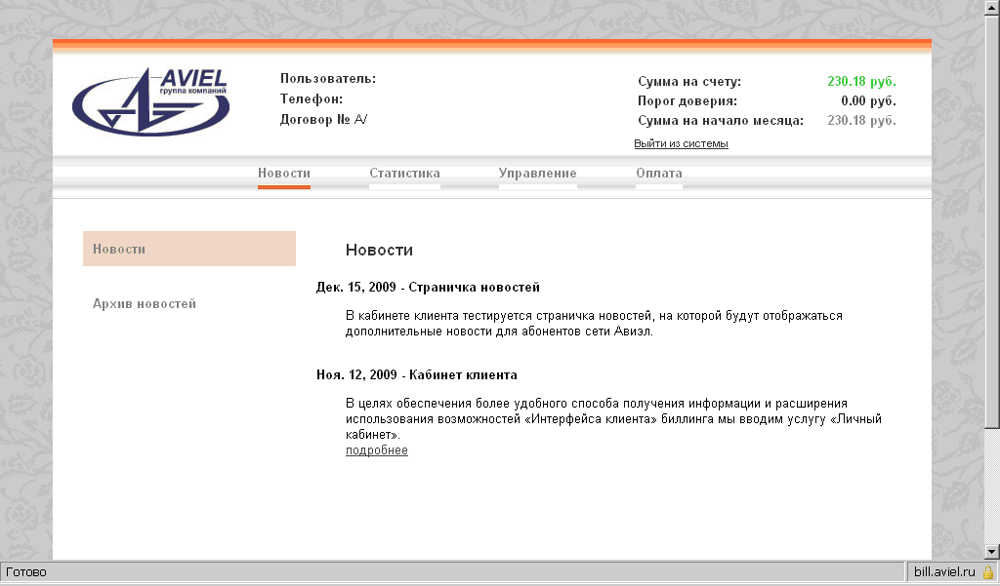 AVIEL
группа компаний
Пользователь:
Телефон:
Договор № А/
Сумма на счету: 230.18 руб.
Порог доверия: 0.00 руб.
Сумма на начало месяца: 230.18 руб.
Выйти из системы
Новости Статистика Управление Оплата
Новости
Архив новостей
Новости
Дек. 15, 2009 - Страничка новостей
В кабинете клиента тестируется страничка новостей, на которой будут отображаться
дополнительные новости для абонентов сети Авиэл.
Ноя. 12, 2009 - Кабинет клиента
В целях обеспечения более удобного способа получения информации и расширения
использования возможностей «Интерфейса клиента» биллинга мы вводим услугу «Личный
кабинет».
подробнее
Готово
bill.aviel.ru